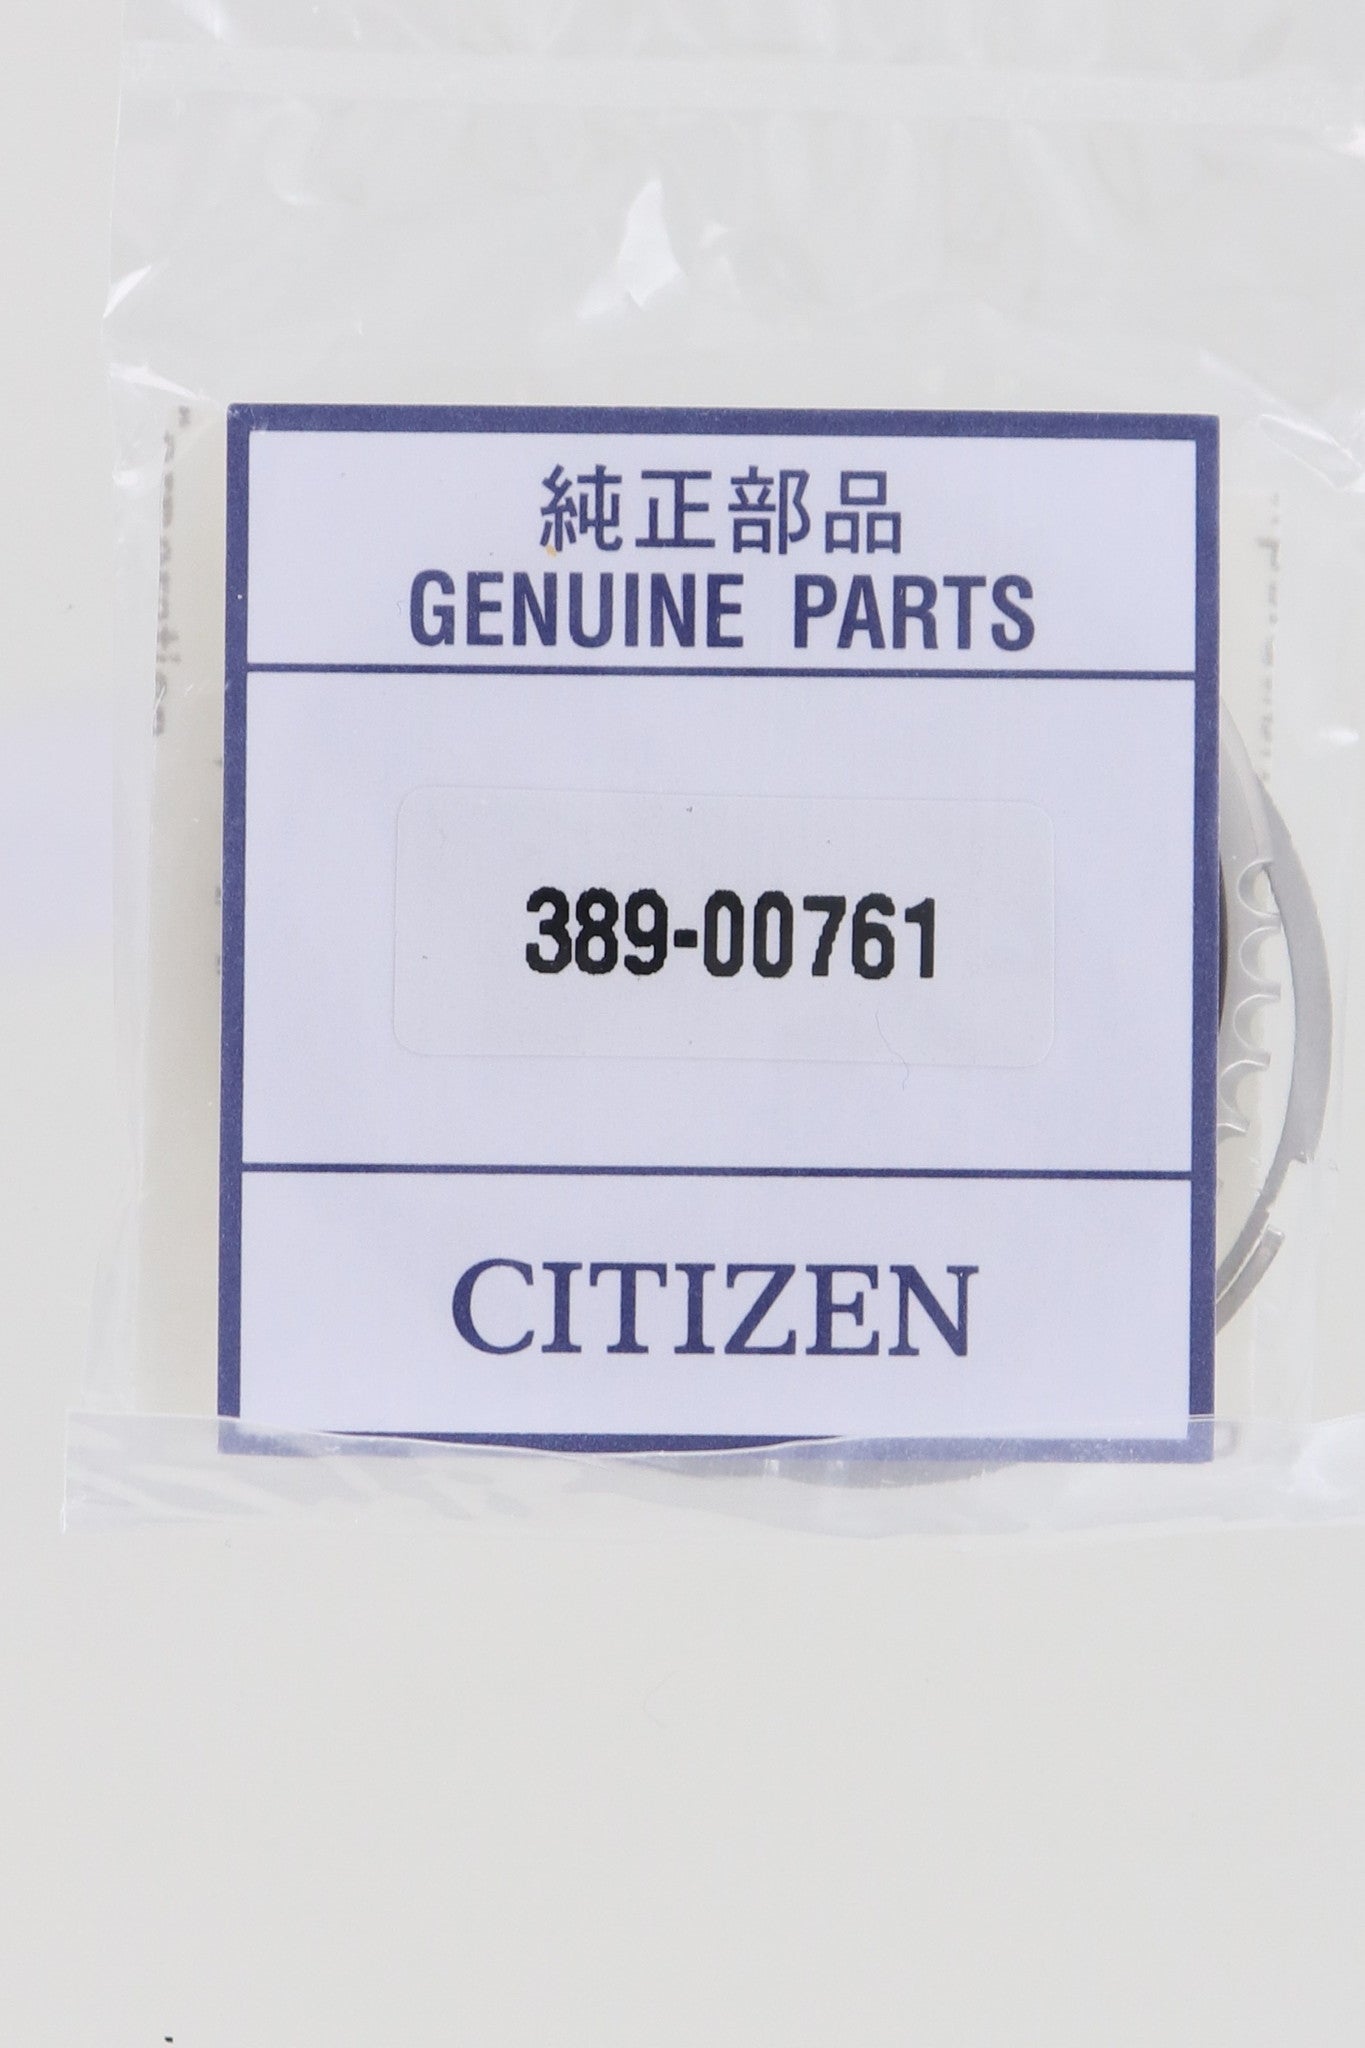 純正部品
GENUINE PARTS
389-00761
CITIZEN